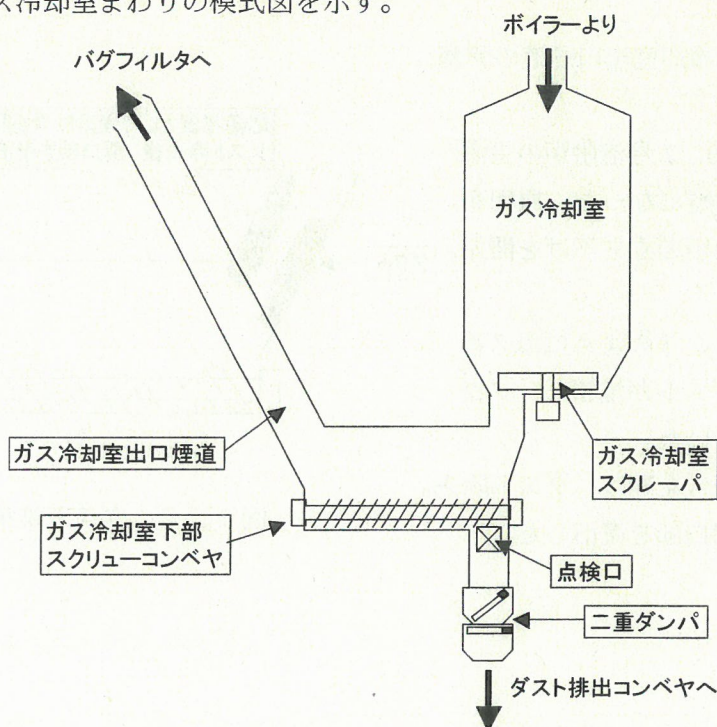 ス冷却室まわりの模式図を示す。
ボイラーより
バグフィルタへ
ガス冷却室
ガス冷却室出口煙道
ガス冷却室
スクレーパ
ガス冷却室下部
スクリューコンベヤ
点検口
二重ダンパ
ダスト排出コンベヤへ